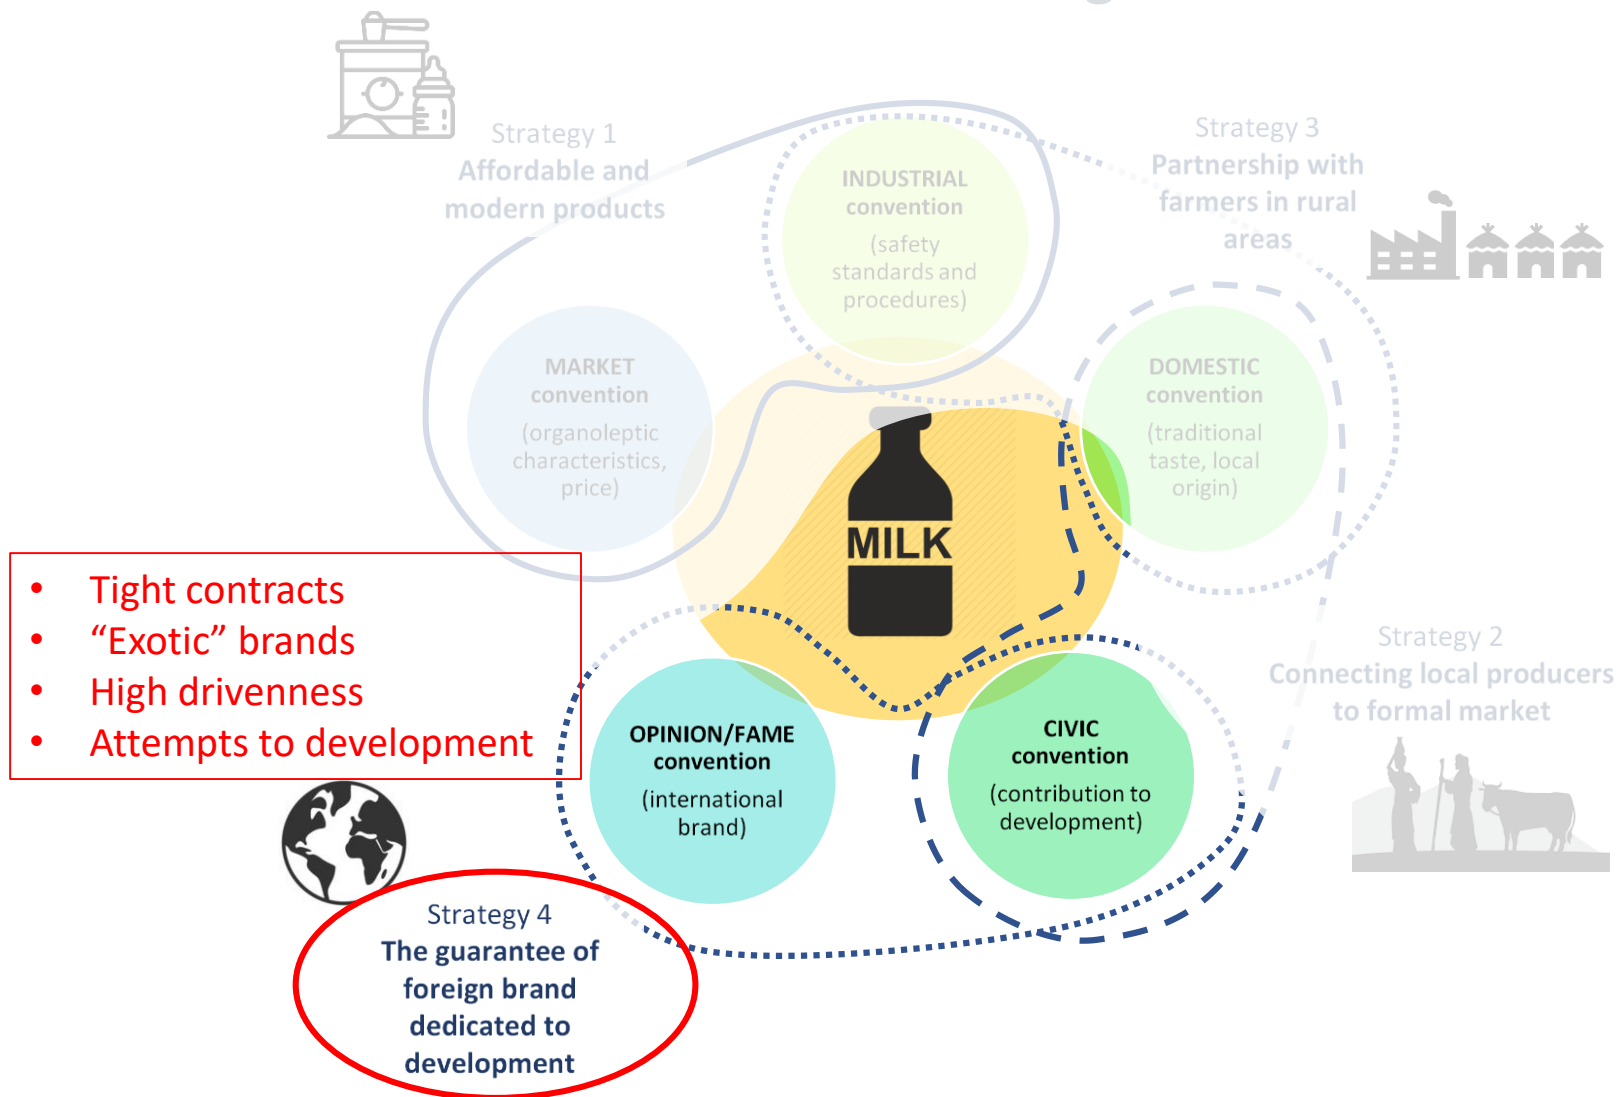 Strategy 1
Affordable and
modern products
INDUSTRIAL
convention
(safety
standards and
procedures)
Strategy 3
Partnership with
farmers in rural
areas
MARKET
convention
(organoleptic
characteristics,
price)
DOMESTIC
convention
(traditional
taste, local
origin)
MILK
• Tight contracts
• “Exotic” brands
• High drivenness
• Attempts to development
Strategy 2
Connecting local producers
to formal market
OPINION/FAME
convention
(international
brand)
CIVIC
convention
(contribution to
development)
Strategy 4
The guarantee of
foreign brand
dedicated to
development